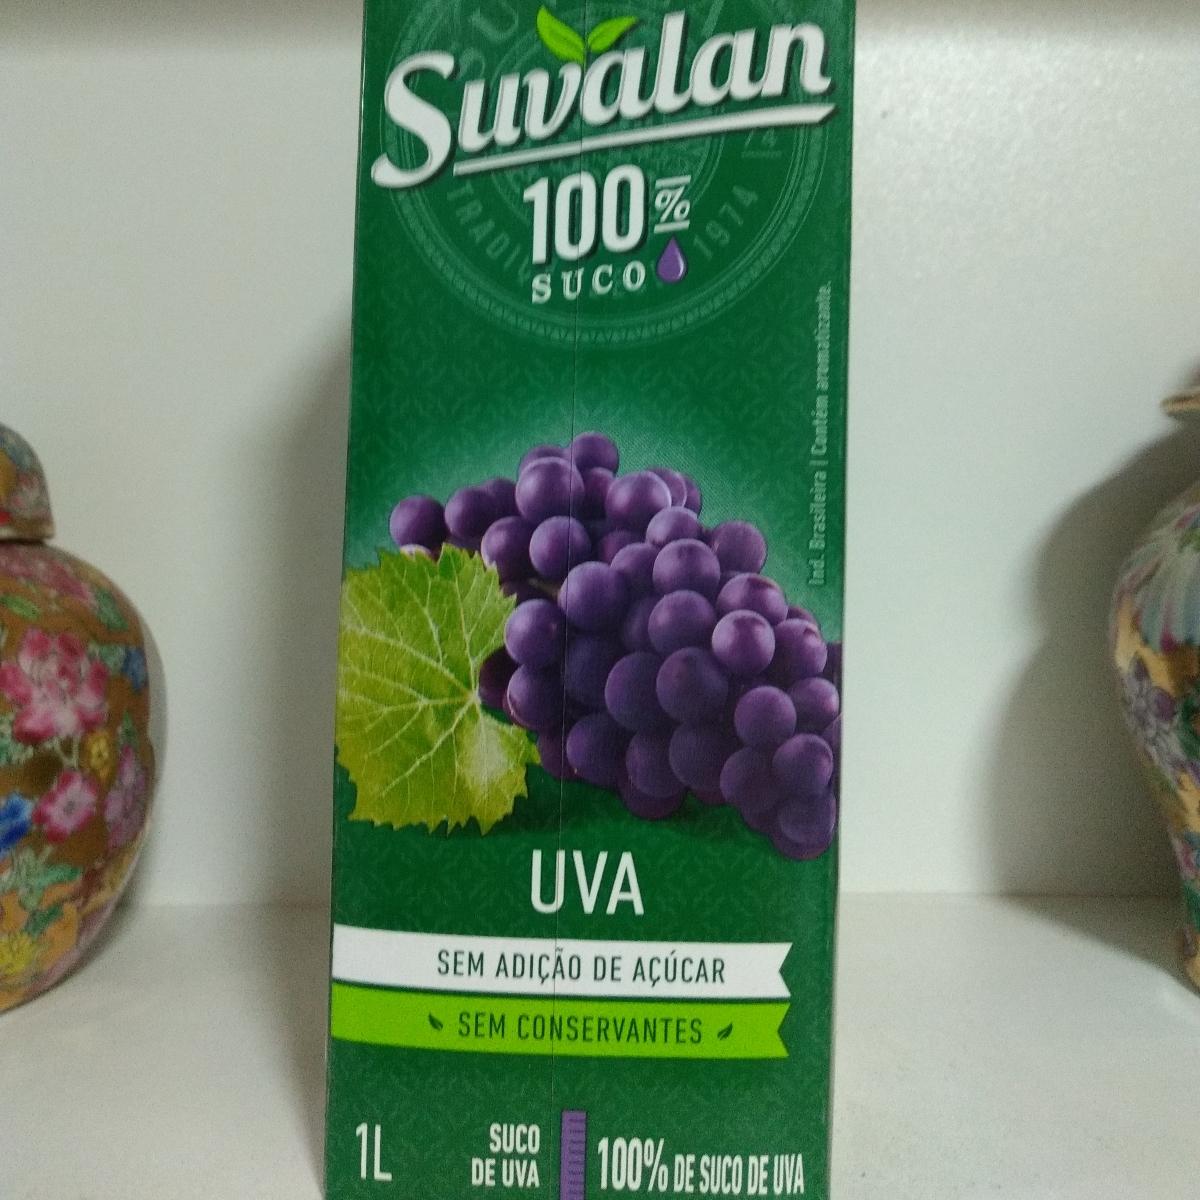 Suvalan
100%
SUCO
1974
Ind. Brasileira | Contém aromatizante.
UVA
SEM ADIÇÃO DE AÇÚCAR
SEM CONSERVANTES
1L
SUCO
DE UVA
100% DE SUCO DE UVA